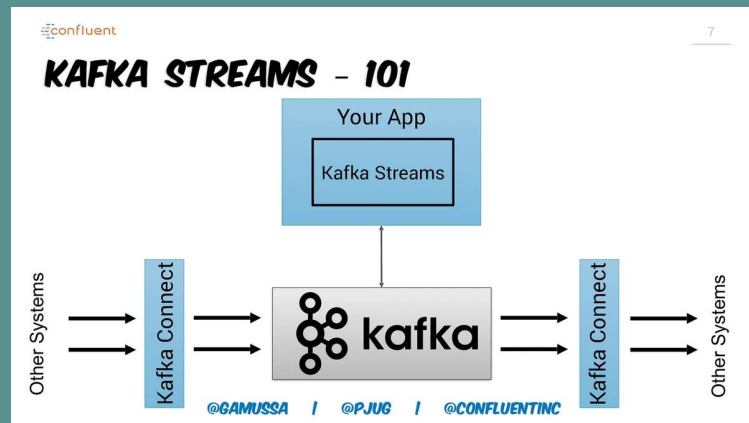 confluent
7
KAFKA STREAMS – 101
Your App
Kafka Streams
Other Systems
Kafka Connect
kafka
Kafka Connect
Other Systems
@GAMUSSA | @PJUG | @CONFLUENTINC